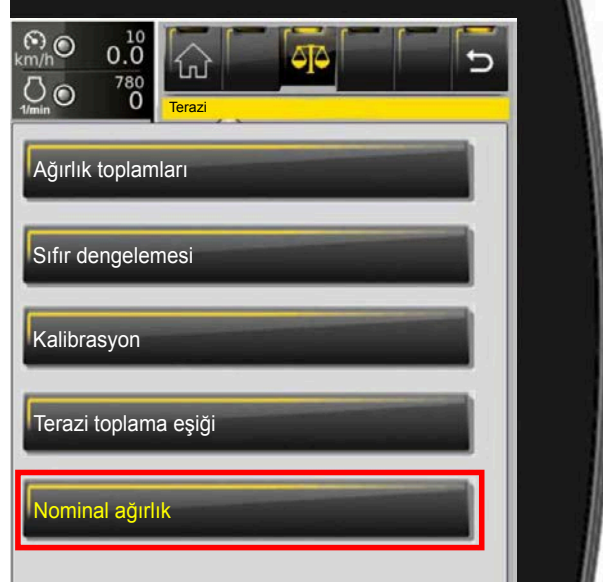 km/h
10
0.0
1/min
780
0
Terazi
Ağırlık toplamları
Sıfır dengelemesi
Kalibrasyon
Terazi toplama eşiği
Nominal ağırlık